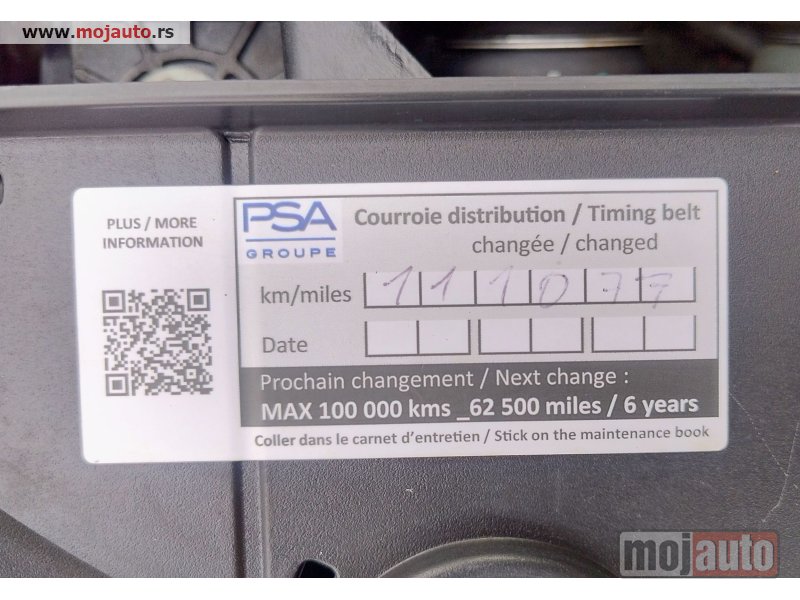 www.mojauto.rs
PLUS / MORE
INFORMATION
PSA
GROUPE
Courroie distribution / Timing belt
changée / changed
km/miles 111077
Date
Prochain changement / Next change :
MAX 100 000 kms _62 500 miles / 6 years
Coller dans le carnet d'entretien / Stick on the maintenance book
mojauto